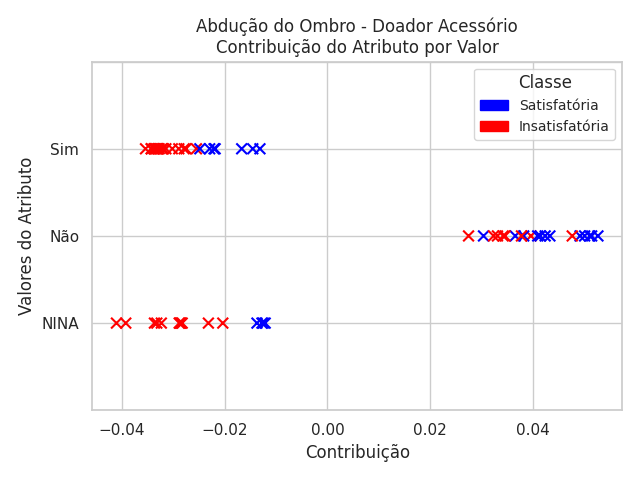 Abdução do Ombro - Doador Acessório
Contribuição do Atributo por Valor
Classe
Satisfatória
Insatisfatória
Valores do Atributo
Sim
Não
NINA
−0.04 −0.02 0.00 0.02 0.04
Contribuição